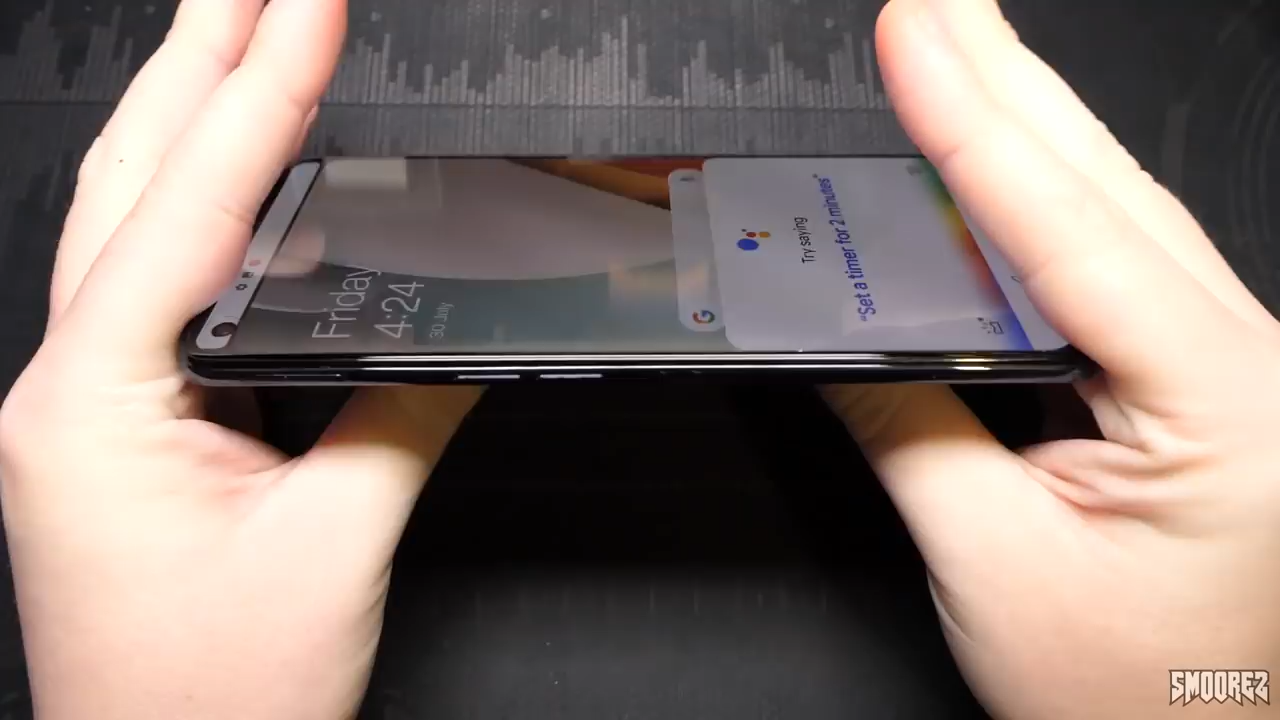 Friday
4:24
30 July
G
Try saying
“Set a timer for 2 minutes”
SMOOREZ